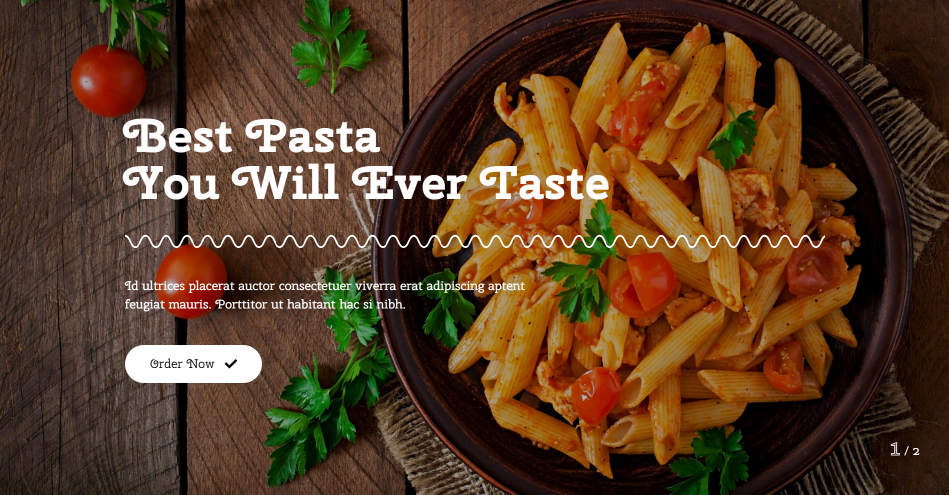 Best Pasta
You Will Ever Taste
Id ultrices placerat auctor consectetuer viverra erat adipiscing aptent
feugiat mauris. Porttitor ut habitant hac si nibh.
Order Now
1 / 2